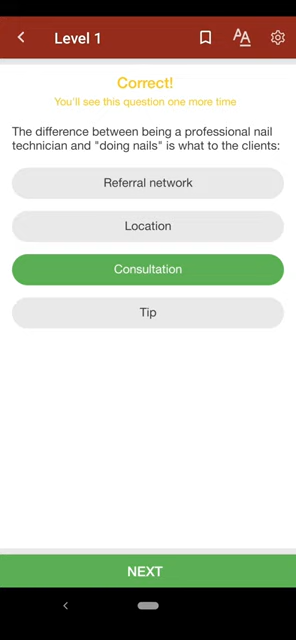 Level 1
AA
Correct!
You'll see this question one more time
The difference between being a professional nail
technician and "doing nails" is what to the clients:
Referral network
Location
Consultation
Tip
NEXT